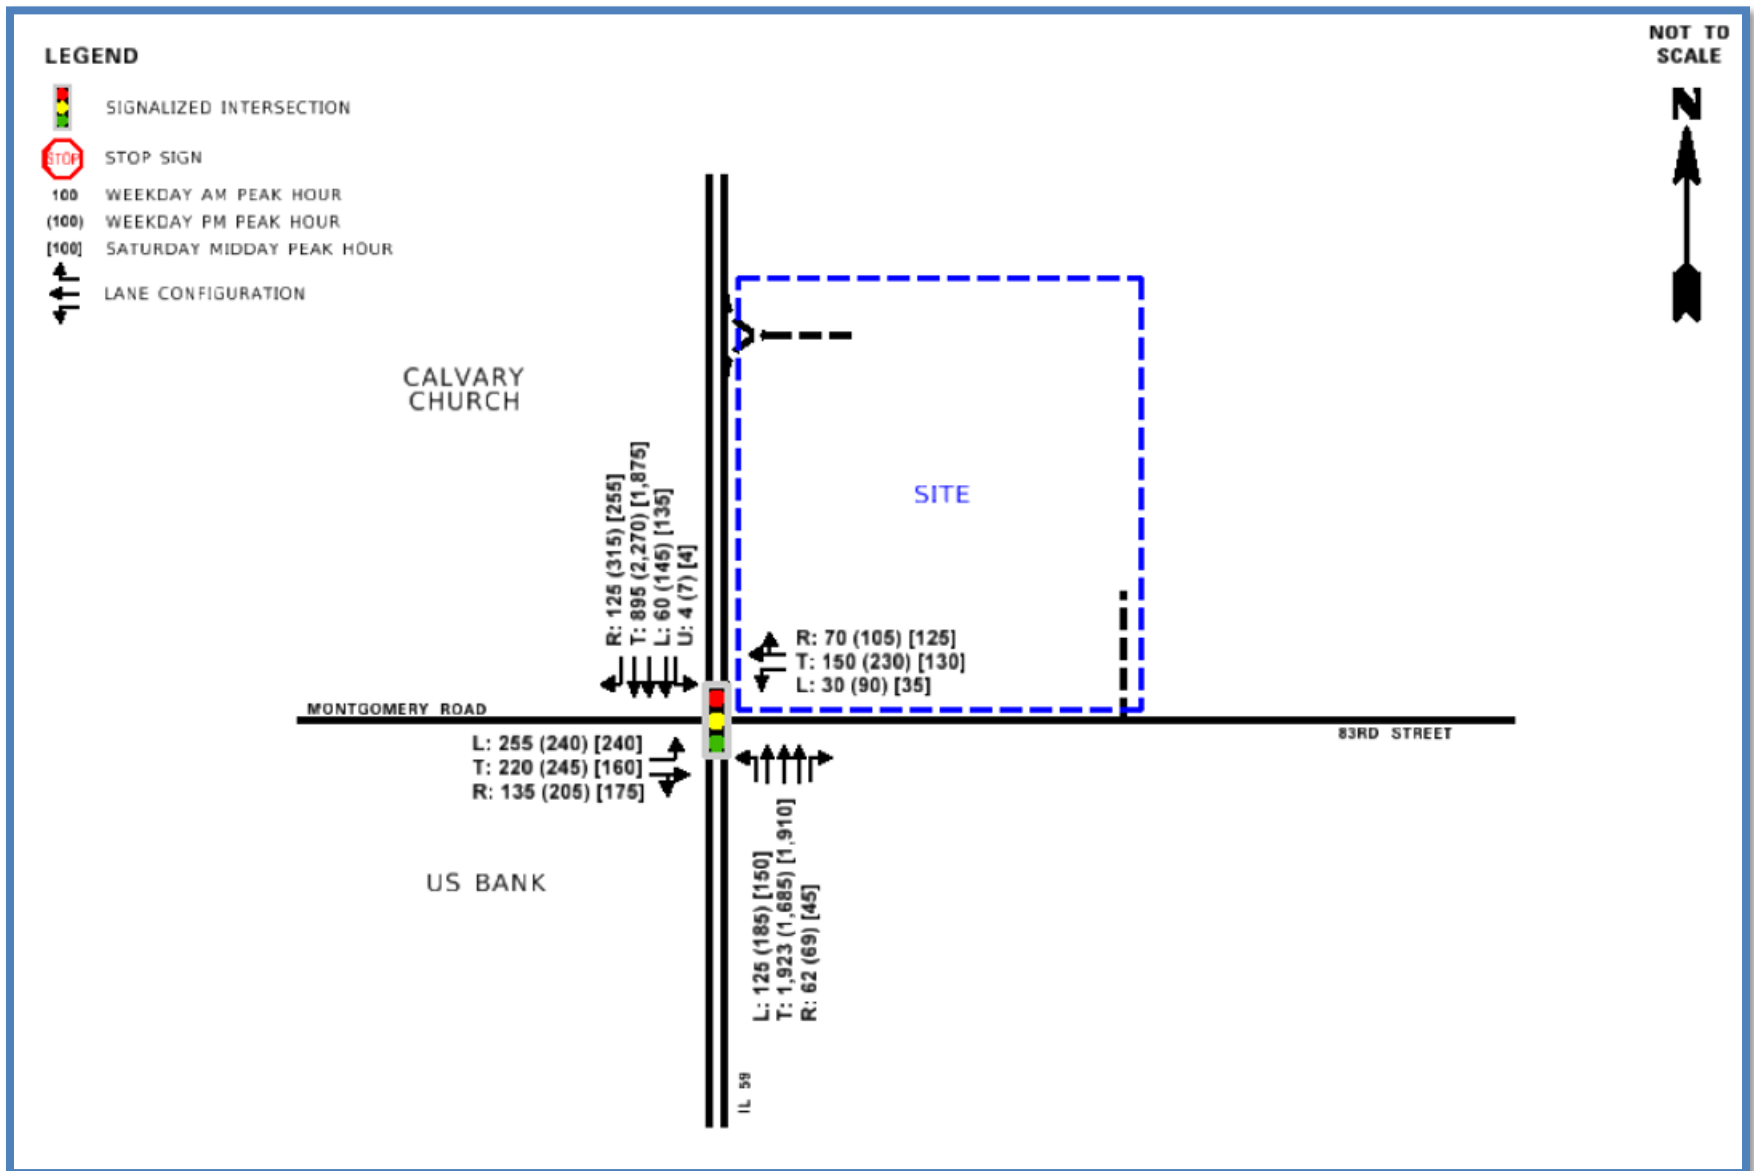 LEGEND
SIGNALIZED INTERSECTION
STOP
STOP SIGN
100 WEEKDAY AM PEAK HOUR
(100) WEEKDAY PM PEAK HOUR
[100] SATURDAY MIDDAY PEAK HOUR
LANE CONFIGURATION
NOT TO
SCALE
N
CALVARY
CHURCH
SITE
R: 125 (315) [255]
T: 895 (2,270) [1,875]
L: 60 (145) [135]
U: 4 (7) [4]
R: 70 (105) [125]
T: 150 (230) [130]
L: 30 (90) [35]
MONTGOMERY ROAD
83RD STREET
L: 255 (240) [240]
T: 220 (245) [160]
R: 135 (205) [175]
L: 125 (185) [150]
T: 1,923 (1,685) [1,910]
R: 62 (69) [45]
US BANK
IL 59